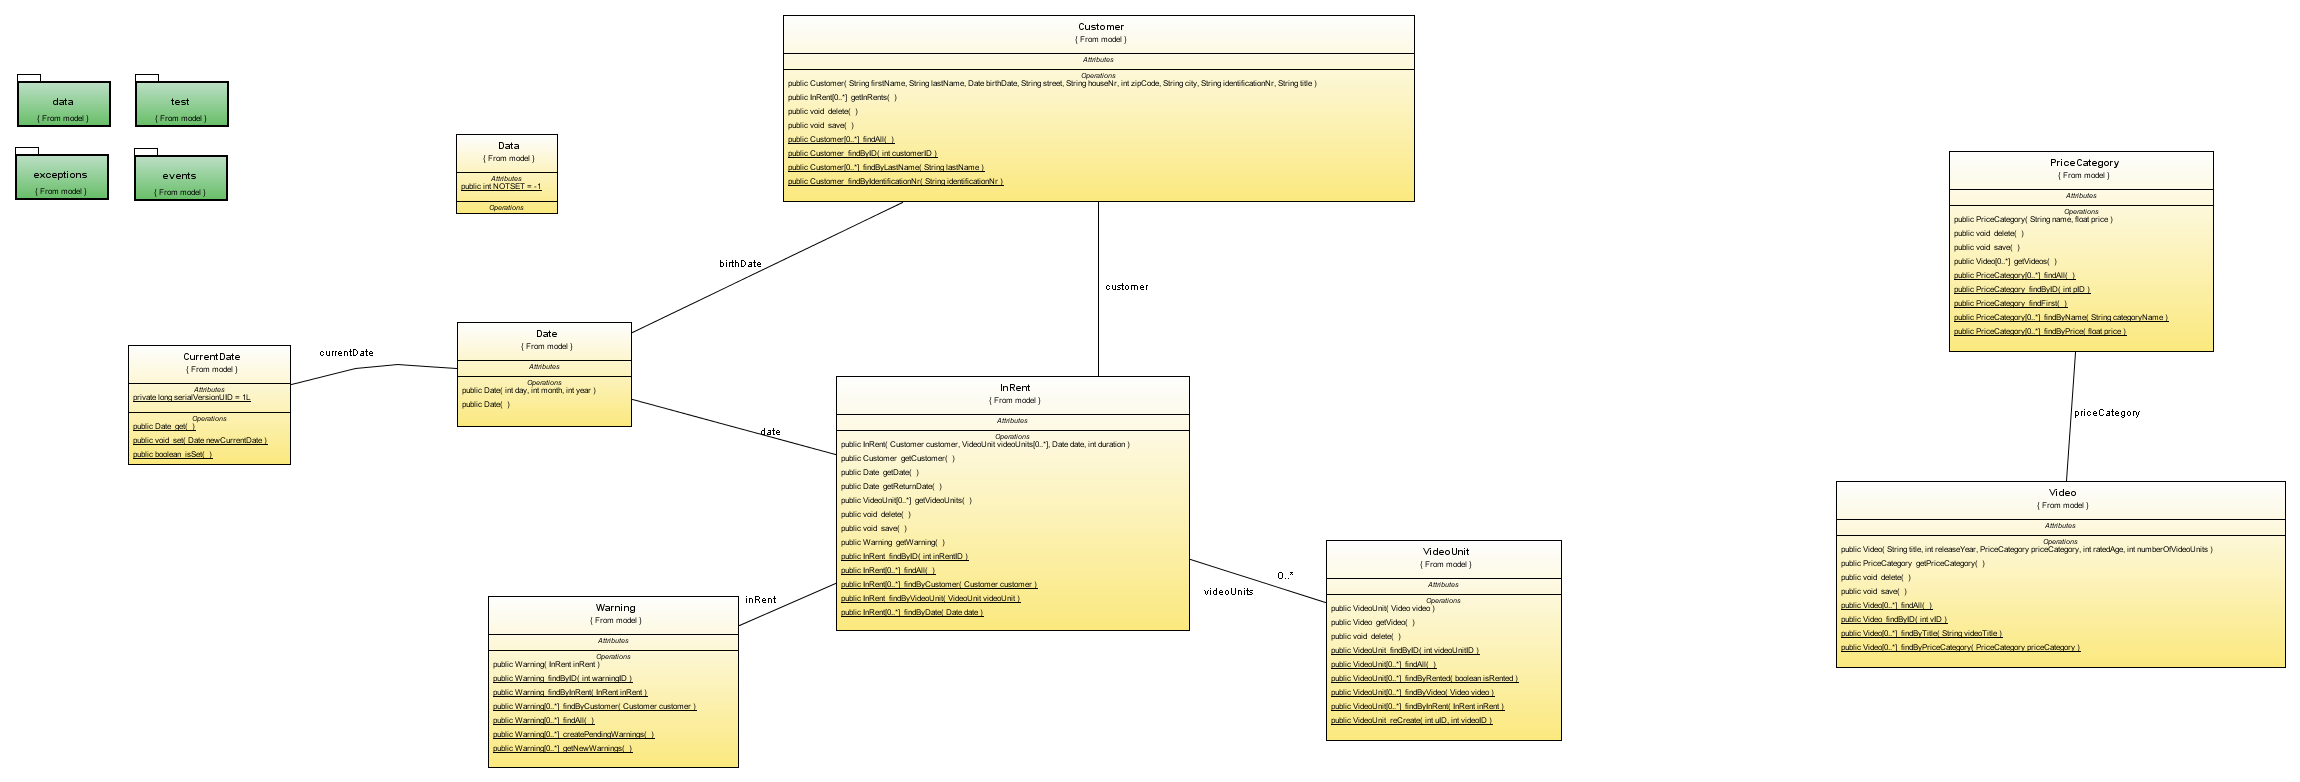 data
{ From model }
test
{ From model }
exceptions
{ From model }
events
{ From model }
Data
{ From model }
Attributes
public int NOTSET = -1
Operations
Customer
{ From model }
Attributes
Operations
public Customer( String firstName, String lastName, Date birthDate, String street, String houseNr, int zipCode, String city, String identificationNr, String title )
public InRent[0..*]  getInRents(  )
public void  delete(  )
public void  save(  )
public Customer[0..*]  findAll(  )
public Customer  findByID( int customerID )
public Customer[0..*]  findByLastName( String lastName )
public Customer  findByIdentificationNr( String identificationNr )
birthDate
customer
PriceCategory
{ From model }
Attributes
Operations
public PriceCategory( String name, float price )
public void  delete(  )
public void  save(  )
public Video[0..*]  getVideos(  )
public PriceCategory[0..*]  findAll(  )
public PriceCategory  findByID( int pID )
public PriceCategory  findFirst(  )
public PriceCategory[0..*]  findByName( String categoryName )
public PriceCategory[0..*]  findByPrice( float price )
priceCategory
CurrentDate
{ From model }
Attributes
private long serialVersionUID = 1L
Operations
public Date  get(  )
public void  set( Date newCurrentDate )
public boolean  isSet(  )
currentDate
Date
{ From model }
Attributes
Operations
public Date( int day, int month, int year )
public Date(  )
date
InRent
{ From model }
Attributes
Operations
public InRent( Customer customer, VideoUnit videoUnits[0..*], Date date, int duration )
public Customer  getCustomer(  )
public Date  getDate(  )
public Date  getReturnDate(  )
public VideoUnit[0..*]  getVideoUnits(  )
public void  delete(  )
public void  save(  )
public Warning  getWarning(  )
public InRent  findByID( int inRentID )
public InRent[0..*]  findAll(  )
public InRent[0..*]  findByCustomer( Customer customer )
public InRent  findByVideoUnit( VideoUnit videoUnit )
public InRent[0..*]  findByDate( Date date )
inRent
0..*
videoUnits
Warning
{ From model }
Attributes
Operations
public Warning( InRent inRent )
public Warning  findByID( int warningID )
public Warning  findByInRent( InRent inRent )
public Warning[0..*]  findByCustomer( Customer customer )
public Warning[0..*]  findAll(  )
public Warning[0..*]  createPendingWarnings(  )
public Warning[0..*]  getNewWarnings(  )
VideoUnit
{ From model }
Attributes
Operations
public VideoUnit( Video video )
public Video  getVideo(  )
public void  delete(  )
public VideoUnit  findByID( int videoUnitID )
public VideoUnit[0..*]  findAll(  )
public VideoUnit[0..*]  findByRented( boolean isRented )
public VideoUnit[0..*]  findByVideo( Video video )
public VideoUnit[0..*]  findByInRent( InRent inRent )
public VideoUnit  reCreate( int uID, int videoID )
Video
{ From model }
Attributes
Operations
public Video( String title, int releaseYear, PriceCategory priceCategory, int ratedAge, int numberOfVideoUnits )
public PriceCategory  getPriceCategory(  )
public void  delete(  )
public void  save(  )
public Video[0..*]  findAll(  )
public Video  findByID( int vID )
public Video[0..*]  findByTitle( String videoTitle )
public Video[0..*]  findByPriceCategory( PriceCategory priceCategory )